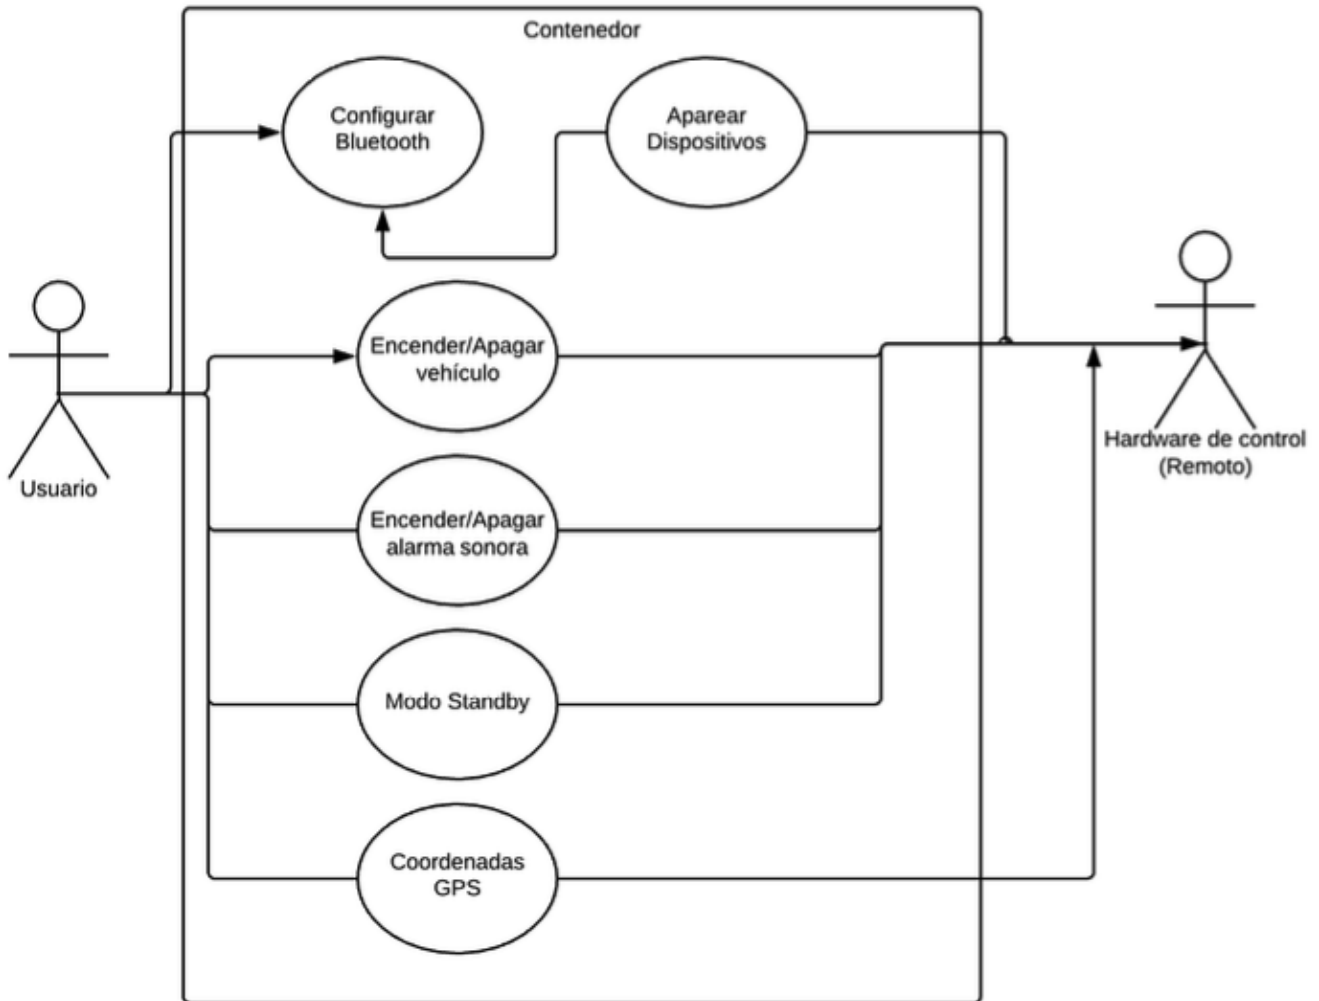 Contenedor
Configurar
Bluetooth
Aparear
Dispositivos
Encender/Apagar
vehículo
Usuario
Hardware de control
(Remoto)
Encender/Apagar
alarma sonora
Modo Standby
Coordenadas
GPS